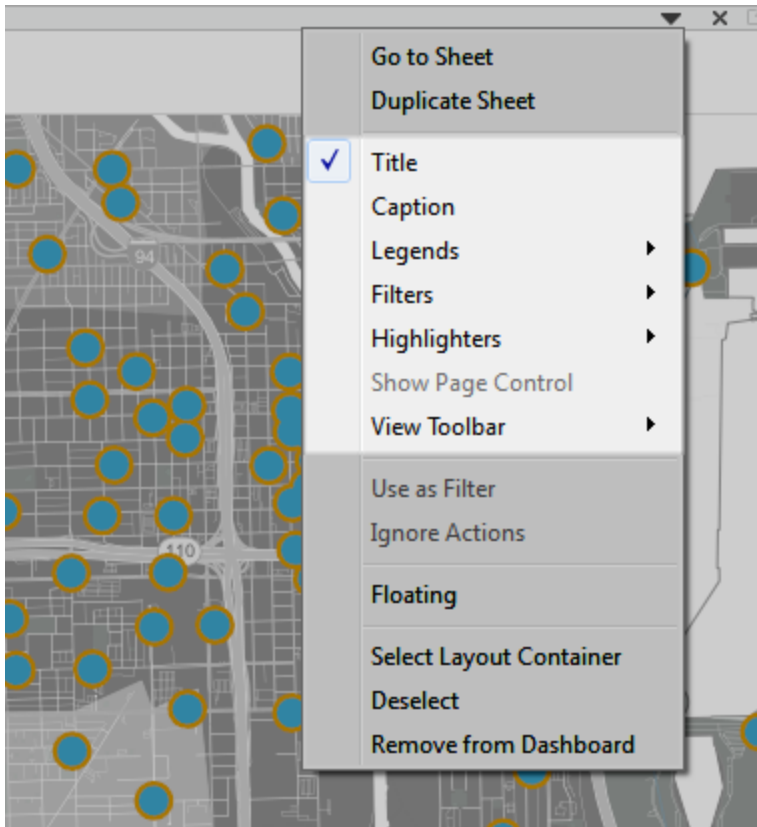 Go to Sheet
Duplicate Sheet
Title
Caption
Legends
Filters
Highlighters
Show Page Control
View Toolbar
Use as Filter
Ignore Actions
Floating
Select Layout Container
Deselect
Remove from Dashboard
94
110